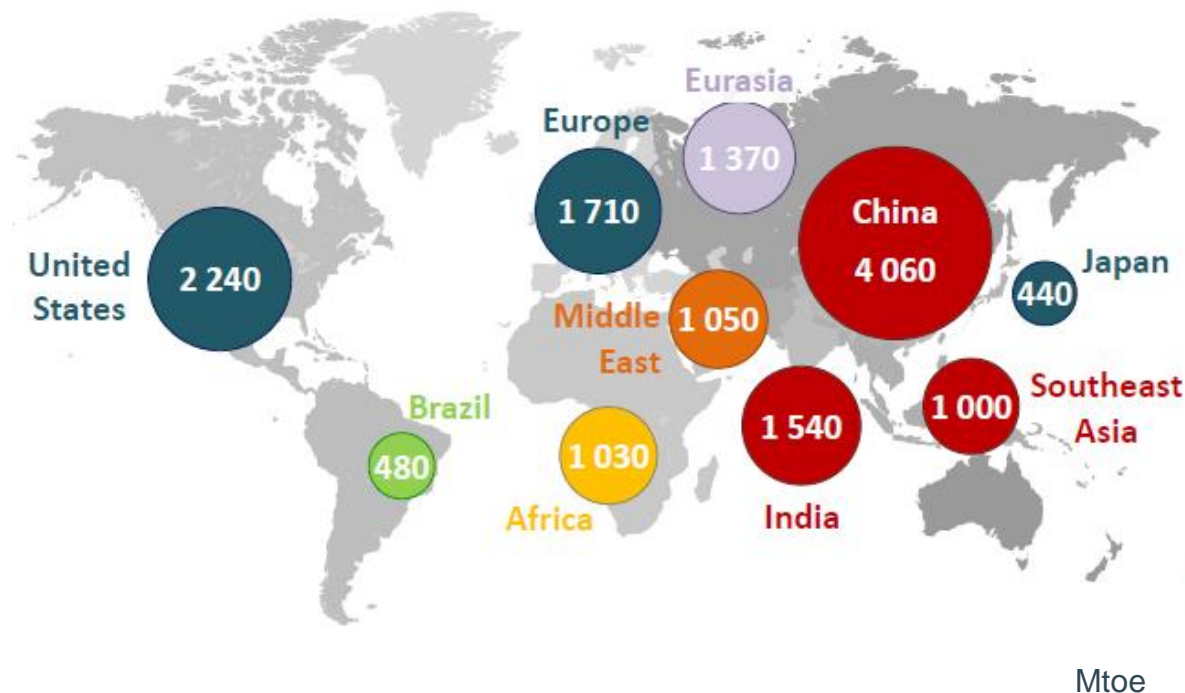 Eurasia
1 370
Europe
1 710
China
4 060
United
States
2 240
Japan
440
Middle
East
1 050
Brazil
480
Africa
1 030
India
1 540
Southeast
Asia
1 000
Mtoe